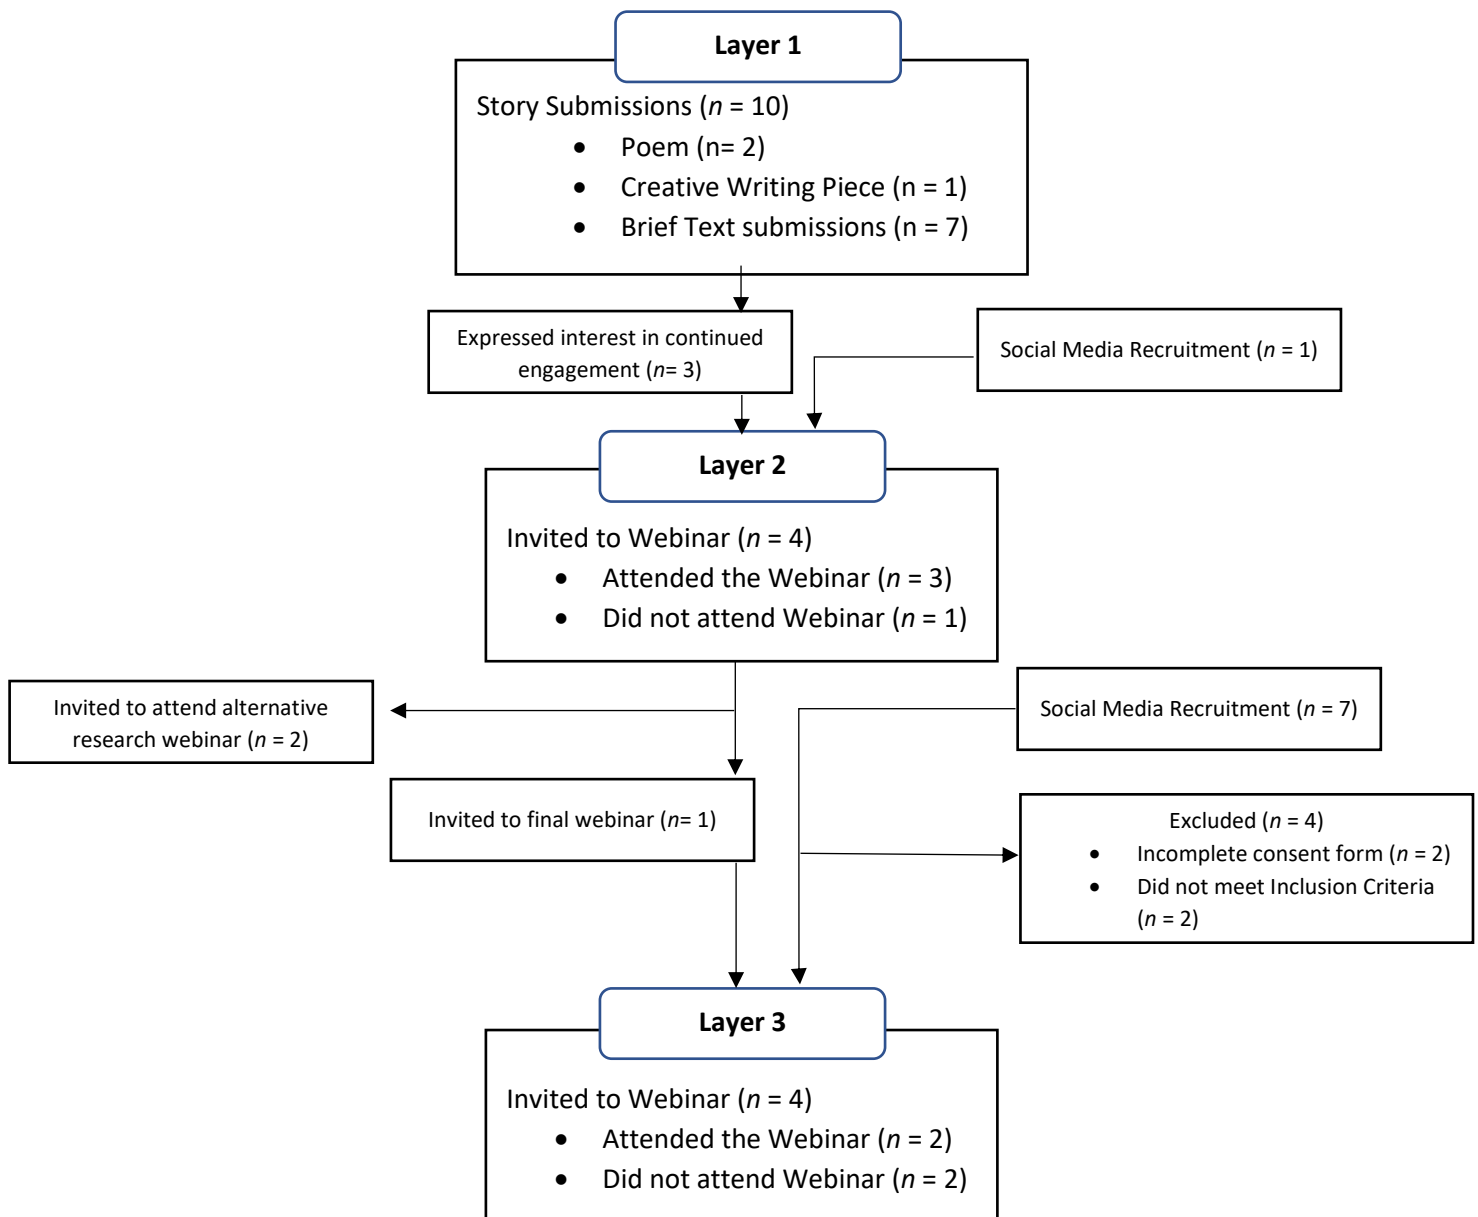 Layer 1
Story Submissions (n = 10)
• Poem (n= 2)
• Creative Writing Piece (n = 1)
• Brief Text submissions (n = 7)
Expressed interest in continued
engagement (n= 3)
Social Media Recruitment (n = 1)
Layer 2
Invited to Webinar (n = 4)
• Attended the Webinar (n = 3)
• Did not attend Webinar (n = 1)
Invited to attend alternative
research webinar (n = 2)
Social Media Recruitment (n = 7)
Invited to final webinar (n= 1)
Excluded (n = 4)
• Incomplete consent form (n = 2)
• Did not meet Inclusion Criteria
(n = 2)
Layer 3
Invited to Webinar (n = 4)
• Attended the Webinar (n = 2)
• Did not attend Webinar (n = 2)